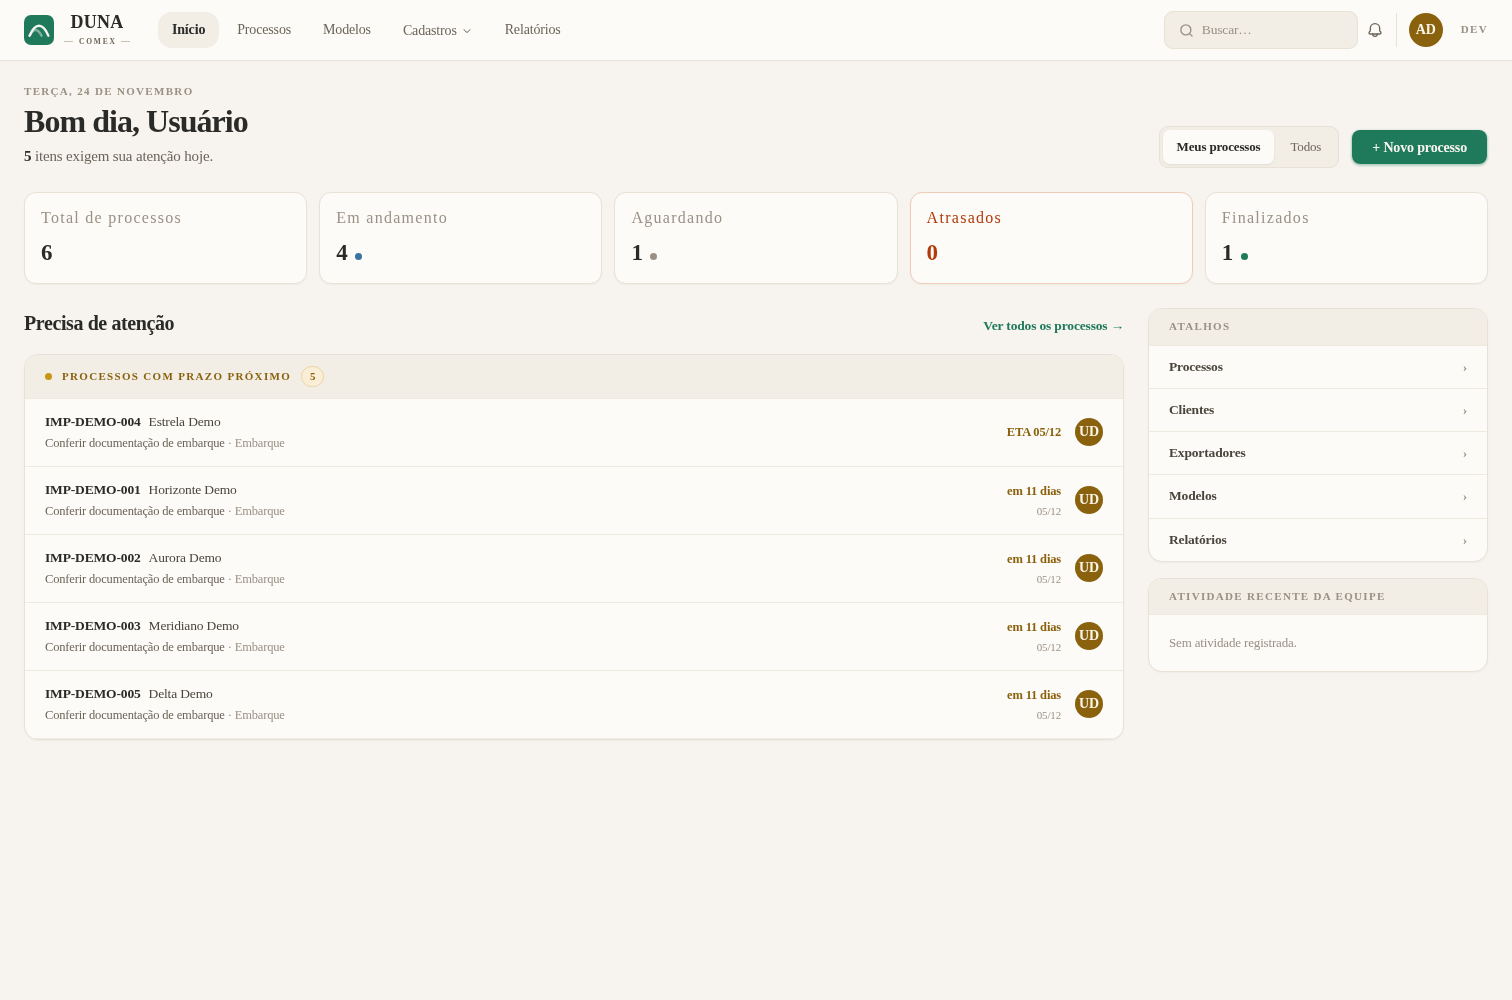 DUNA
— COMEX —
Início
Processos
Modelos
Cadastros
Relatórios
Buscar…
AD
DEV
TERÇA, 24 DE NOVEMBRO
Bom dia, Usuário
5 itens exigem sua atenção hoje.
Meus processos
Todos
+ Novo processo
Total de processos
6
Em andamento
4
Aguardando
1
Atrasados
0
Finalizados
1
Precisa de atenção
Ver todos os processos →
PROCESSOS COM PRAZO PRÓXIMO 5
IMP-DEMO-004 Estrela Demo
Conferir documentação de embarque · Embarque
ETA 05/12
UD
IMP-DEMO-001 Horizonte Demo
Conferir documentação de embarque · Embarque
em 11 dias
05/12
UD
IMP-DEMO-002 Aurora Demo
Conferir documentação de embarque · Embarque
em 11 dias
05/12
UD
IMP-DEMO-003 Meridiano Demo
Conferir documentação de embarque · Embarque
em 11 dias
05/12
UD
IMP-DEMO-005 Delta Demo
Conferir documentação de embarque · Embarque
em 11 dias
05/12
UD
ATALHOS
Processos ›
Clientes ›
Exportadores ›
Modelos ›
Relatórios ›
ATIVIDADE RECENTE DA EQUIPE
Sem atividade registrada.